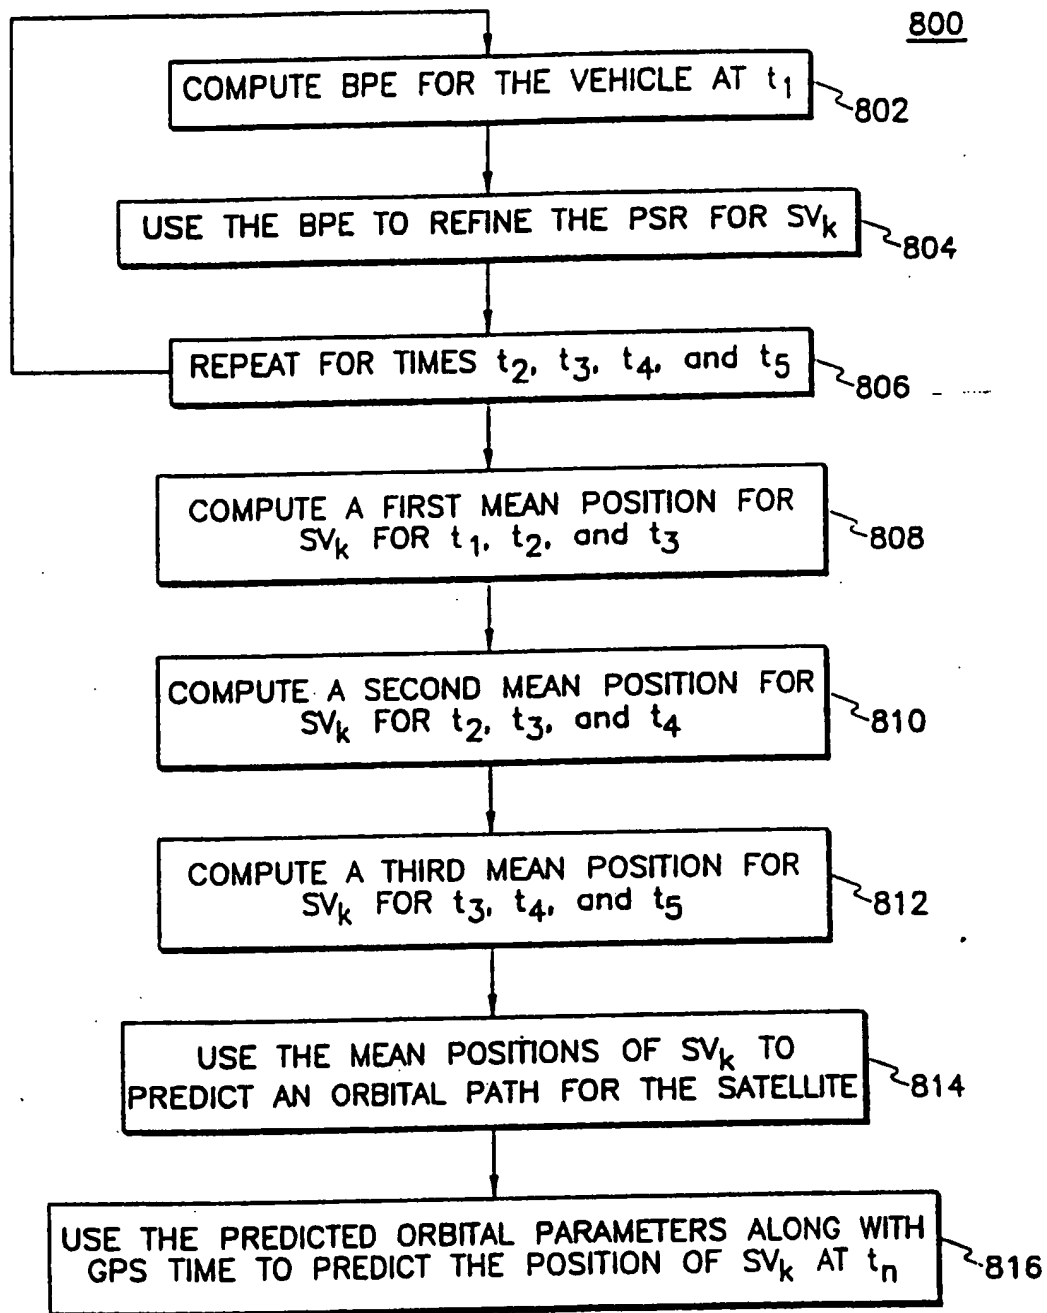 800
COMPUTE BPE FOR THE VEHICLE AT t1
802
USE THE BPE TO REFINE THE PSR FOR SVk
804
REPEAT FOR TIMES t2, t3, t4, and t5
806
COMPUTE A FIRST MEAN POSITION FOR
SVk FOR t1, t2, and t3
808
COMPUTE A SECOND MEAN POSITION FOR
SVk FOR t2, t3, and t4
810
COMPUTE A THIRD MEAN POSITION FOR
SVk FOR t3, t4, and t5
812
USE THE MEAN POSITIONS OF SVk TO
PREDICT AN ORBITAL PATH FOR THE SATELLITE
814
USE THE PREDICTED ORBITAL PARAMETERS ALONG WITH
GPS TIME TO PREDICT THE POSITION OF SVk AT tn
816